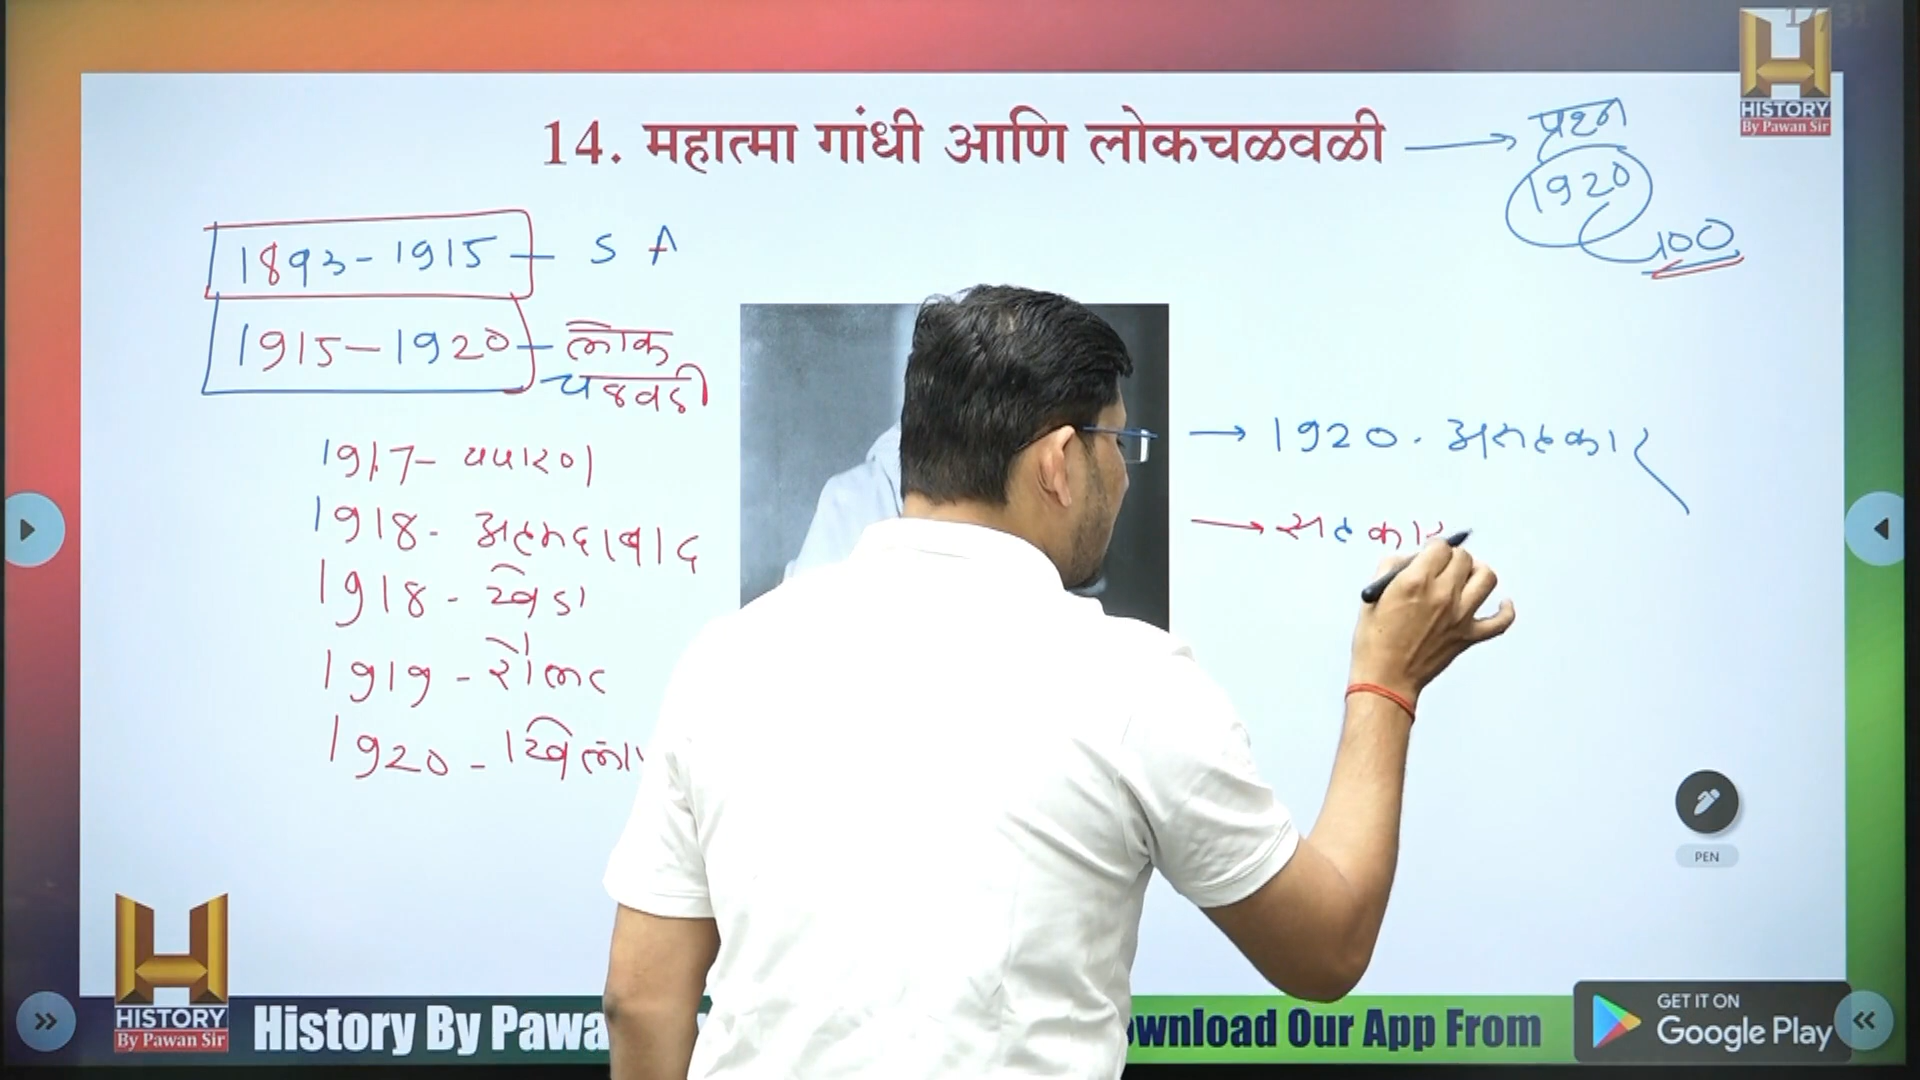 14. महात्मा गांधी आणि लोकचळवळी
प्रश्न
1920
100
HISTORY
By Pawan Sir
1893-1915 - S A
1915-1920 - लोक
चळवळी
1917- चंपारण
1918- अहमदाबाद
1918- खेडा
1919- रौलट
1920- खिला
→ 1920. असहकार
→ सहकार
PEN
HISTORY
By Pawan Sir
History By Pawa
ownload Our App From
GET IT ON
Google Play